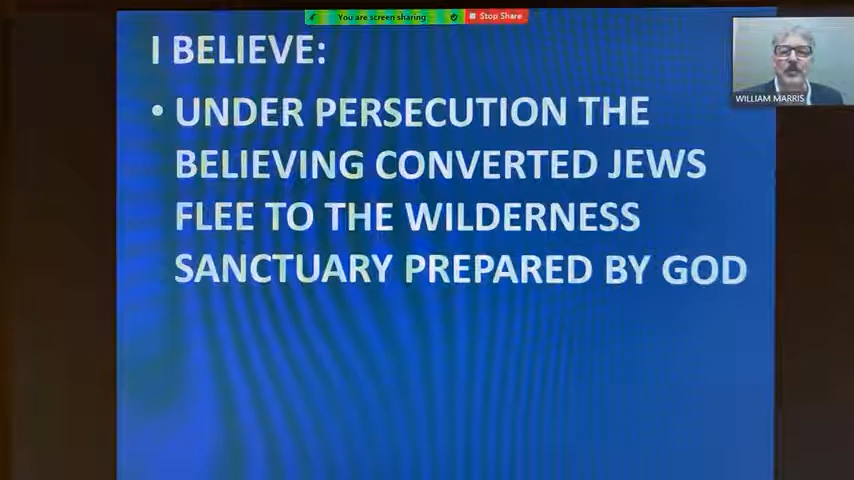 You are screen sharing
Stop Share
I BELIEVE:
• UNDER PERSECUTION THE
BELIEVING CONVERTED JEWS
FLEE TO THE WILDERNESS
SANCTUARY PREPARED BY GOD
WILLIAM MARRIS